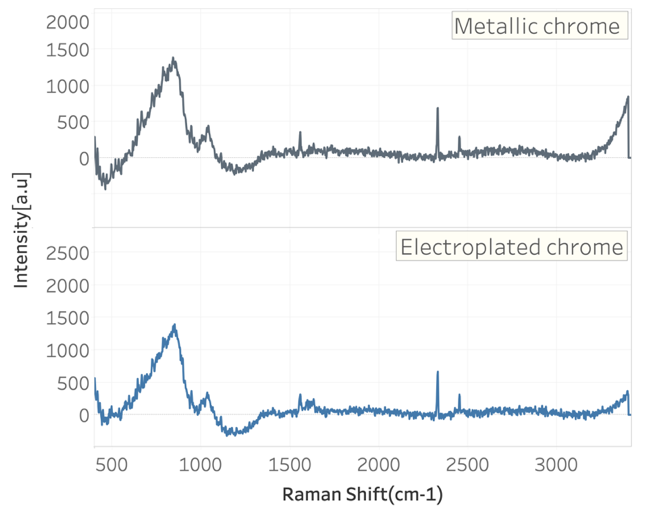 Metallic chrome
2000
1500
1000
500
0
Intensity[a.u]
Electroplated chrome
2500
2000
1500
1000
500
0
500 1000 1500 2000 2500 3000
Raman Shift(cm-1)